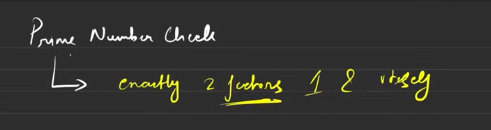 Prime Number Check
exactly 2 factors 1 & itself